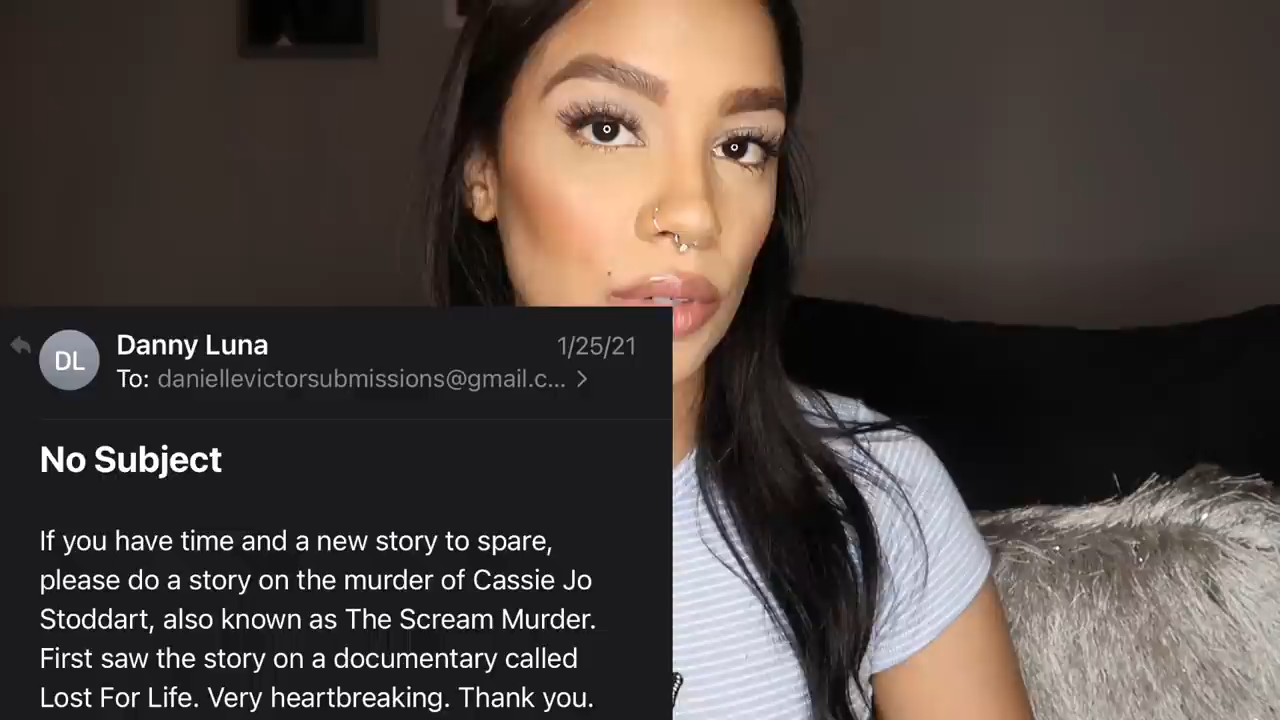 DL
Danny Luna
1/25/21
To: daniellevictorsubmissions@gmail.c...
No Subject
If you have time and a new story to spare,
please do a story on the murder of Cassie Jo
Stoddart, also known as The Scream Murder.
First saw the story on a documentary called
Lost For Life. Very heartbreaking. Thank you.